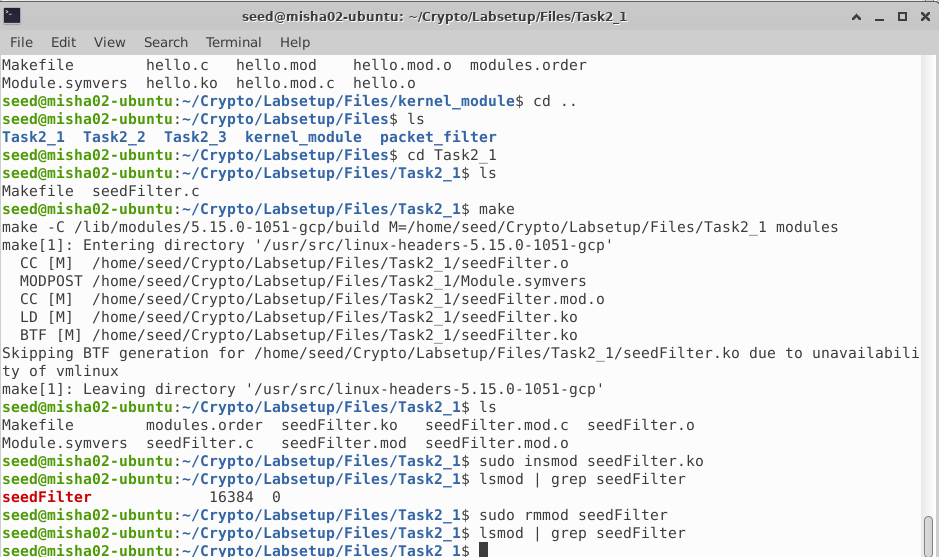 seed@misha02-ubuntu: ~/Crypto/Labsetup/Files/Task2_1
File Edit View Search Terminal Help
Makefile        hello.c   hello.mod    hello.mod.o  modules.order
Module.symvers  hello.ko  hello.mod.c  hello.o
seed@misha02-ubuntu:~/Crypto/Labsetup/Files/kernel_module$ cd ..
seed@misha02-ubuntu:~/Crypto/Labsetup/Files$ ls
Task2_1  Task2_2  Task2_3  kernel_module  packet_filter
seed@misha02-ubuntu:~/Crypto/Labsetup/Files$ cd Task2_1
seed@misha02-ubuntu:~/Crypto/Labsetup/Files/Task2_1$ ls
Makefile  seedFilter.c
seed@misha02-ubuntu:~/Crypto/Labsetup/Files/Task2_1$ make
make -C /lib/modules/5.15.0-1051-gcp/build M=/home/seed/Crypto/Labsetup/Files/Task2_1 modules
make[1]: Entering directory '/usr/src/linux-headers-5.15.0-1051-gcp'
  CC [M]  /home/seed/Crypto/Labsetup/Files/Task2_1/seedFilter.o
  MODPOST /home/seed/Crypto/Labsetup/Files/Task2_1/Module.symvers
  CC [M]  /home/seed/Crypto/Labsetup/Files/Task2_1/seedFilter.mod.o
  LD [M]  /home/seed/Crypto/Labsetup/Files/Task2_1/seedFilter.ko
  BTF [M] /home/seed/Crypto/Labsetup/Files/Task2_1/seedFilter.ko
Skipping BTF generation for /home/seed/Crypto/Labsetup/Files/Task2_1/seedFilter.ko due to unavailabili
ty of vmlinux
make[1]: Leaving directory '/usr/src/linux-headers-5.15.0-1051-gcp'
seed@misha02-ubuntu:~/Crypto/Labsetup/Files/Task2_1$ ls
Makefile        modules.order  seedFilter.ko   seedFilter.mod.c  seedFilter.o
Module.symvers  seedFilter.c   seedFilter.mod  seedFilter.mod.o
seed@misha02-ubuntu:~/Crypto/Labsetup/Files/Task2_1$ sudo insmod seedFilter.ko
seed@misha02-ubuntu:~/Crypto/Labsetup/Files/Task2_1$ lsmod | grep seedFilter
seedFilter             16384  0
seed@misha02-ubuntu:~/Crypto/Labsetup/Files/Task2_1$ sudo rmmod seedFilter
seed@misha02-ubuntu:~/Crypto/Labsetup/Files/Task2_1$ lsmod | grep seedFilter
seed@misha02-ubuntu:~/Crypto/Labsetup/Files/Task2_1$